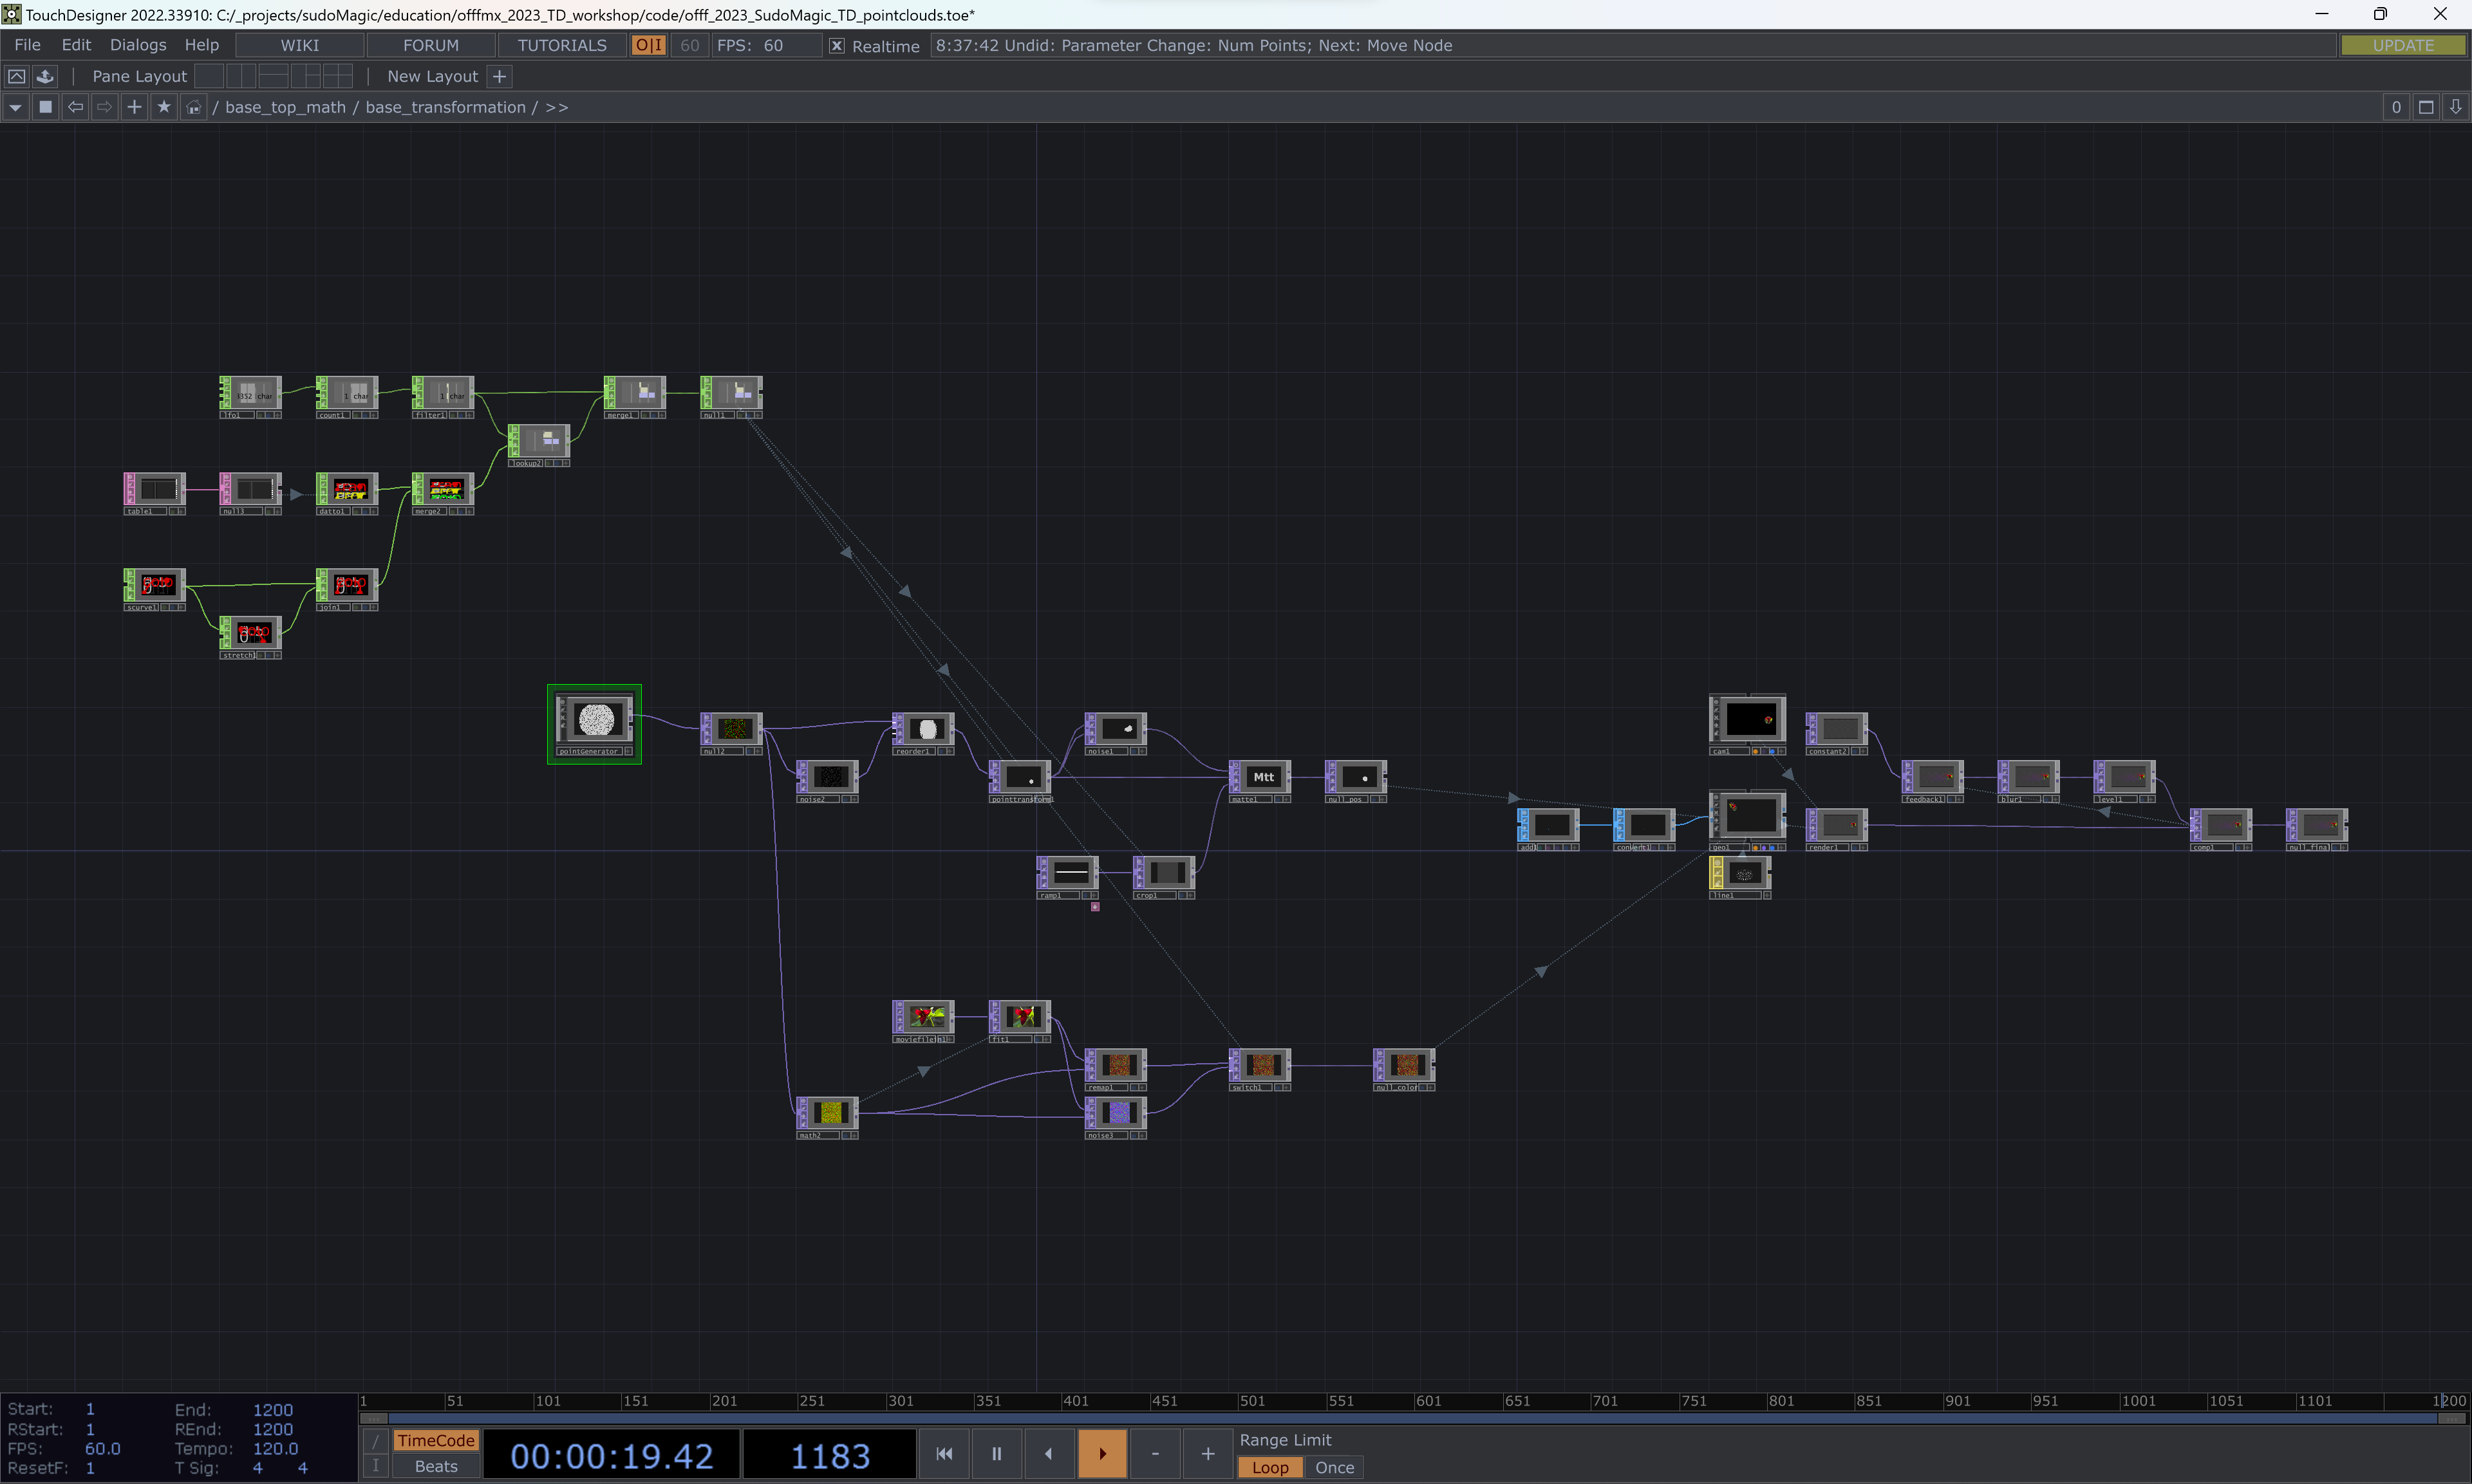 TouchDesigner 2022.33910: C:/_projects/sudoMagic/education/offfmx_2023_TD_workshop/code/offf_2023_SudoMagic_TD_pointclouds.toe*
File Edit Dialogs Help WIKI FORUM TUTORIALS O|I 60 FPS: 60 X Realtime 8:37:42 Undid: Parameter Change: Num Points; Next: Move Node UPDATE
Pane Layout New Layout +
/ base_top_math / base_transformation / >> 0
1352 char 1 char 1 char
lfo1 count1 filter1 merge1 null1
lookup2
table1 null3 datto1 merge2
scurve1 join1
stretch1
pointGenerator null2 reorder1 noise1 cam1 constant2
Mtt
noise2 pointtransform1 matte1 null_pos feedback1 blur1 level1
add1 convert1 geo1 render1 comp1 null_final
ramp1 crop1 line1
moviefilein1 fit1
remap1 switch1 null_color
math2 noise3
1 51 101 151 201 251 301 351 401 451 501 551 601 651 701 751 801 851 901 951 1001 1051 1101 1200
Start: 1 End: 1200
RStart: 1 REnd: 1200
FPS: 60.0 Tempo: 120.0
ResetF: 1 T Sig: 4 4
/ TimeCode 00:00:19.42 1183 - + Range Limit
I Beats Loop Once